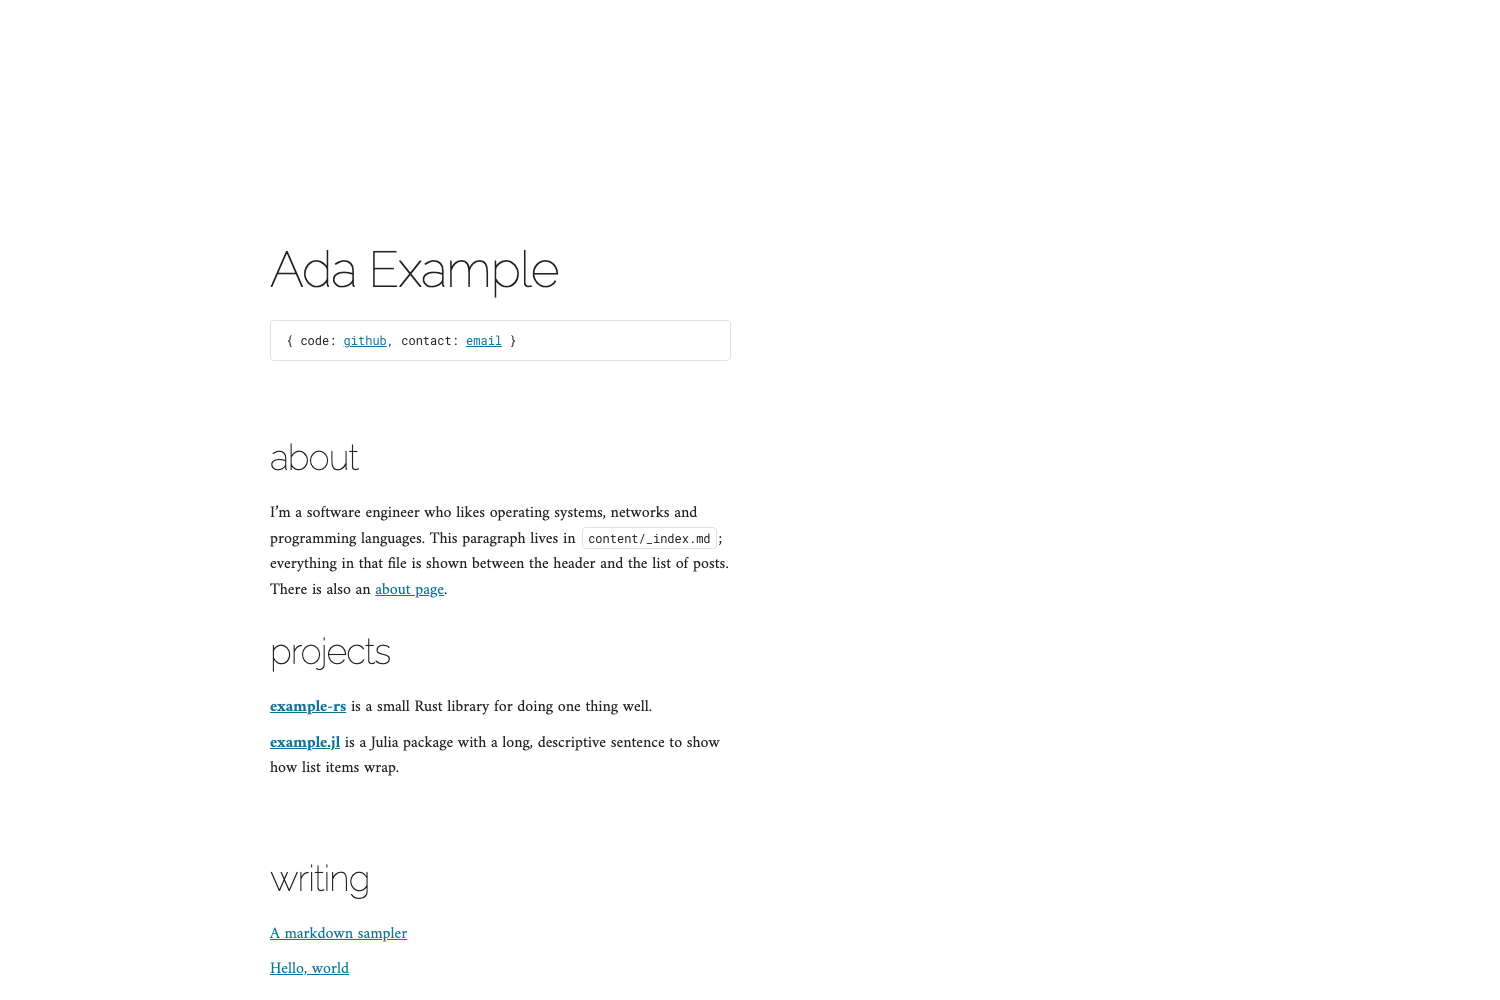 Ada Example
{ code: github, contact: email }
about
I’m a software engineer who likes operating systems, networks and
programming languages. This paragraph lives in content/_index.md;
everything in that file is shown between the header and the list of posts.
There is also an about page.
projects
example-rs is a small Rust library for doing one thing well.
example.jl is a Julia package with a long, descriptive sentence to show
how list items wrap.
writing
A markdown sampler
Hello, world